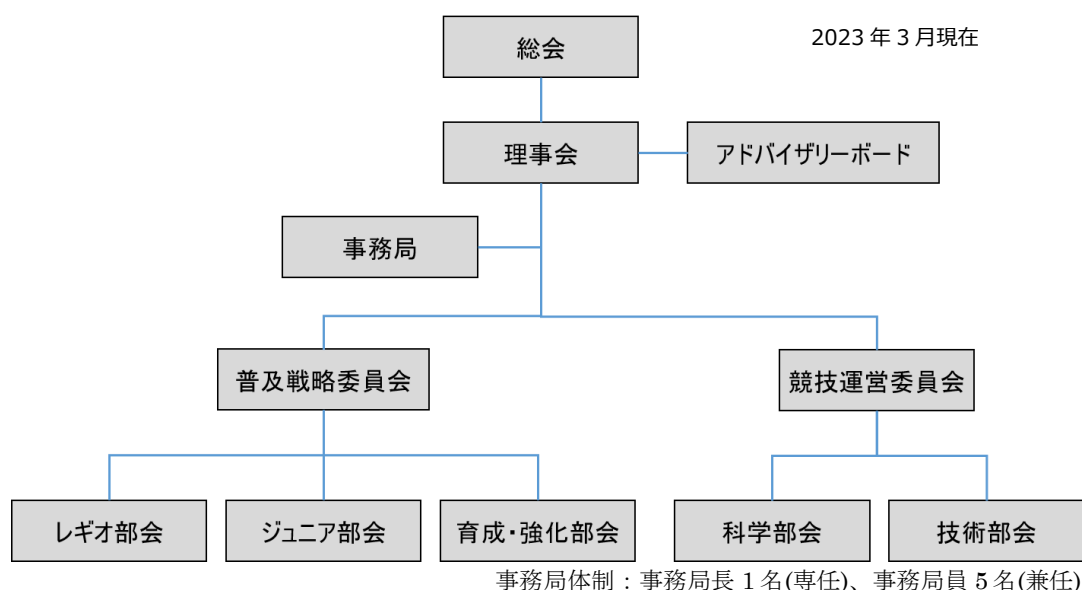 2023 年 3 月現在
総会
理事会
アドバイザリーボード
事務局
普及戦略委員会
競技運営委員会
レギオ部会
ジュニア部会
育成・強化部会
科学部会
技術部会
事務局体制：事務局長 1 名(専任)、事務局員 5 名(兼任)